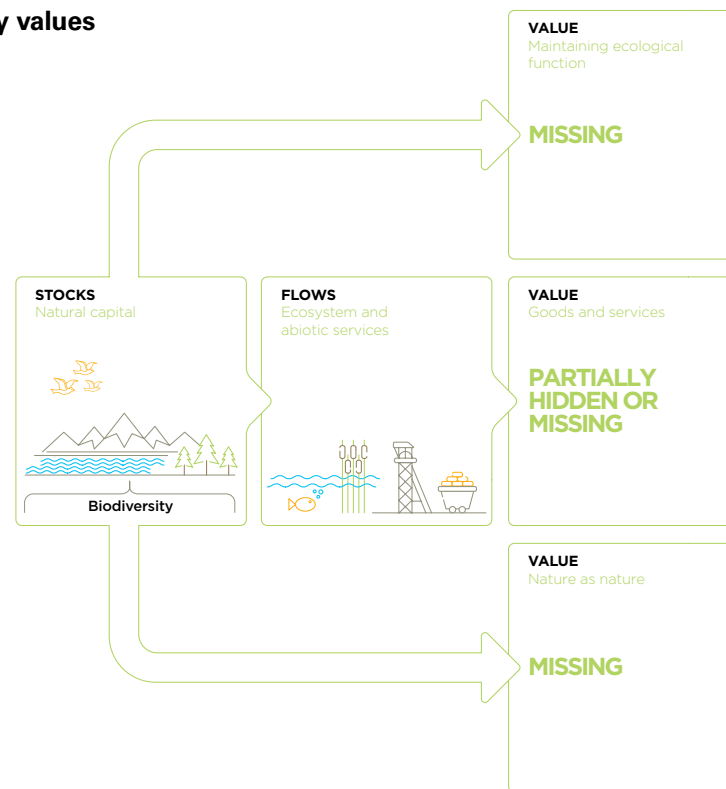 y values
VALUE
Maintaining ecological
function
MISSING
STOCKS
Natural capital
Biodiversity
FLOWS
Ecosystem and
abiotic services
VALUE
Goods and services
PARTIALLY
HIDDEN OR
MISSING
VALUE
Nature as nature
MISSING